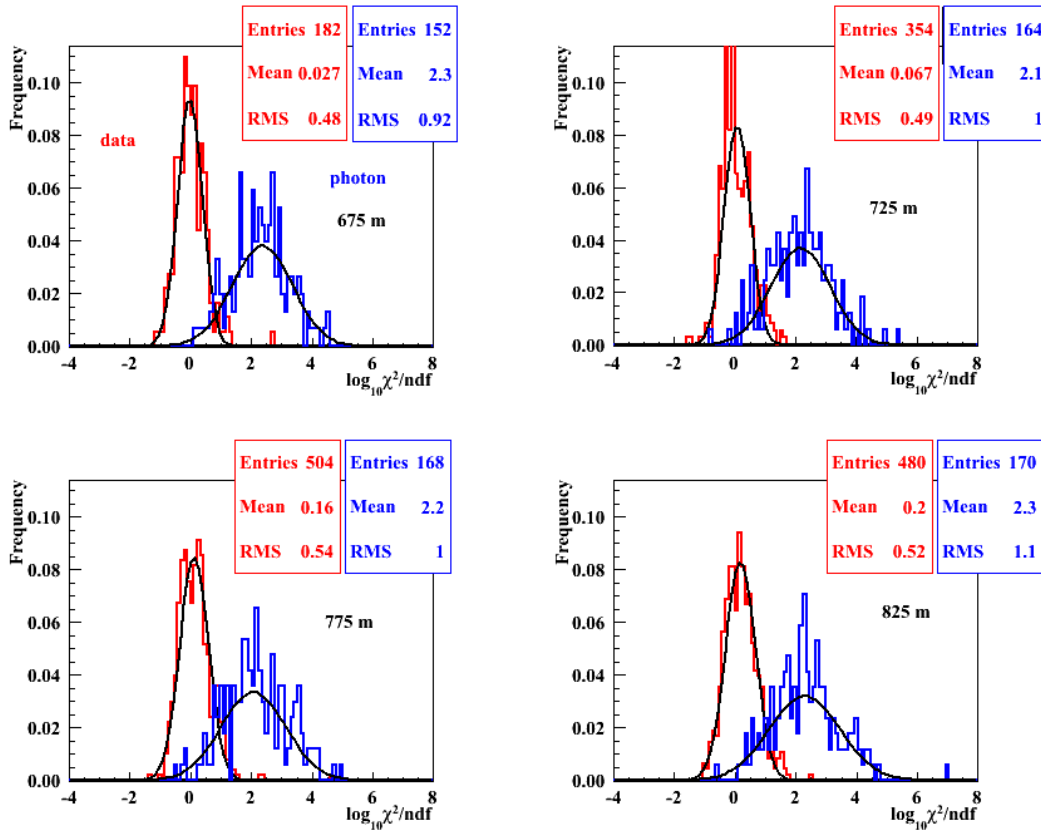 Entries 182
Mean 0.027
RMS 0.48
Entries 152
Mean 2.3
RMS 0.92
Frequency
0.10
0.08
0.06
0.04
0.02
0.00
data
photon
675 m
-4 -2 0 2 4 6 8
log10χ²/ndf
Entries 354
Mean 0.067
RMS 0.49
Entries 164
Mean 2.1
RMS 1
Frequency
0.10
0.08
0.06
0.04
0.02
0.00
725 m
-4 -2 0 2 4 6 8
log10χ²/ndf
Entries 504
Mean 0.16
RMS 0.54
Entries 168
Mean 2.2
RMS 1
Frequency
0.10
0.08
0.06
0.04
0.02
0.00
775 m
-4 -2 0 2 4 6 8
log10χ²/ndf
Entries 480
Mean 0.2
RMS 0.52
Entries 170
Mean 2.3
RMS 1.1
Frequency
0.10
0.08
0.06
0.04
0.02
0.00
825 m
-4 -2 0 2 4 6 8
log10χ²/ndf